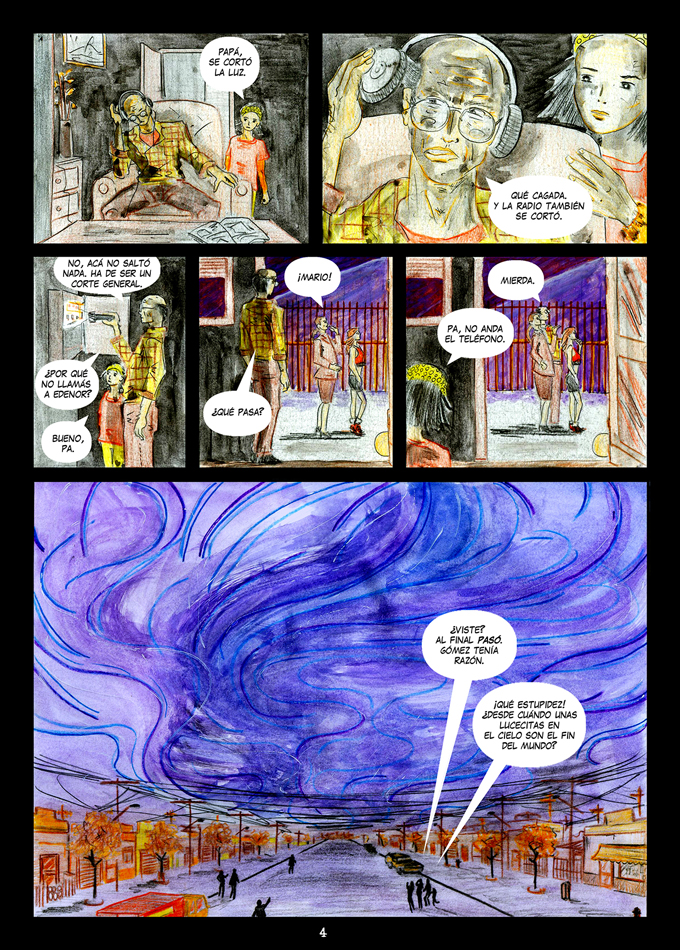 PAPÁ,
SE CORTÓ
LA LUZ.
QUÉ CAGADA.
Y LA RADIO TAMBIÉN
SE CORTÓ.
NO, ACÁ NO SALTÓ
NADA. HA DE SER UN
CORTE GENERAL.
¿POR QUÉ
NO LLAMÁS
A EDENOR?
BUENO,
PA.
¡MARIO!
¿QUÉ PASA?
MIERDA.
PA, NO ANDA
EL TELÉFONO.
¿VISTE?
AL FINAL PASÓ.
GÓMEZ TENÍA
RAZÓN.
¡QUÉ ESTUPIDEZ!
¿DESDE CUÁNDO UNAS
LUCECITAS EN
EL CIELO SON EL FIN
DEL MUNDO?
4